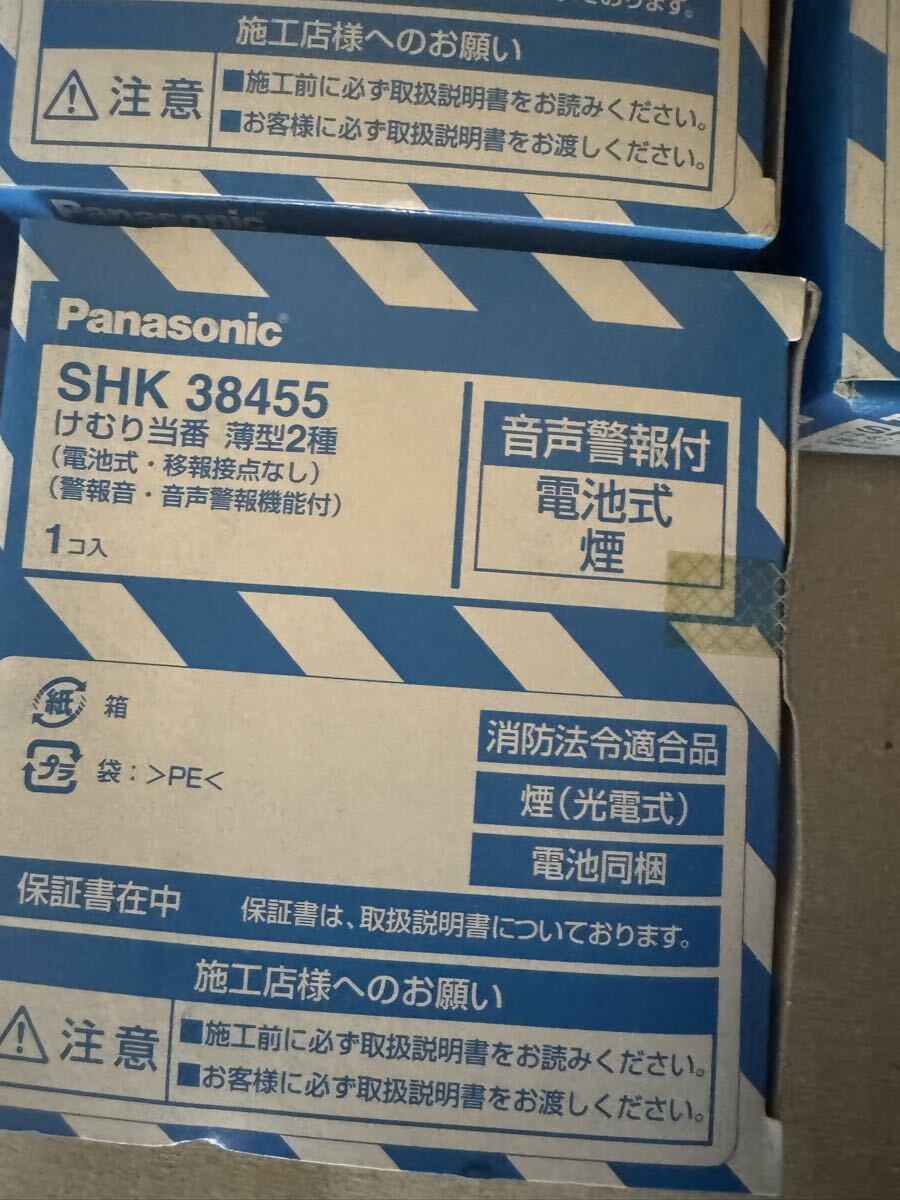 施工店様へのお願い
注意
■施工前に必ず取扱説明書をお読みください。
■お客様に必ず取扱説明書をお渡しください。
Panasonic
Panasonic
SHK 38455
けむり当番 薄型2種
(電池式・移報接点なし)
(警報音・音声警報機能付)
1コ入
音声警報付
電池式
煙
紙 箱
プラ 袋:>PE<
消防法令適合品
煙(光電式)
電池同梱
保証書在中 保証書は、取扱説明書についております。
施工店様へのお願い
注意
■施工前に必ず取扱説明書をお読みください。
■お客様に必ず取扱説明書をお渡しください。